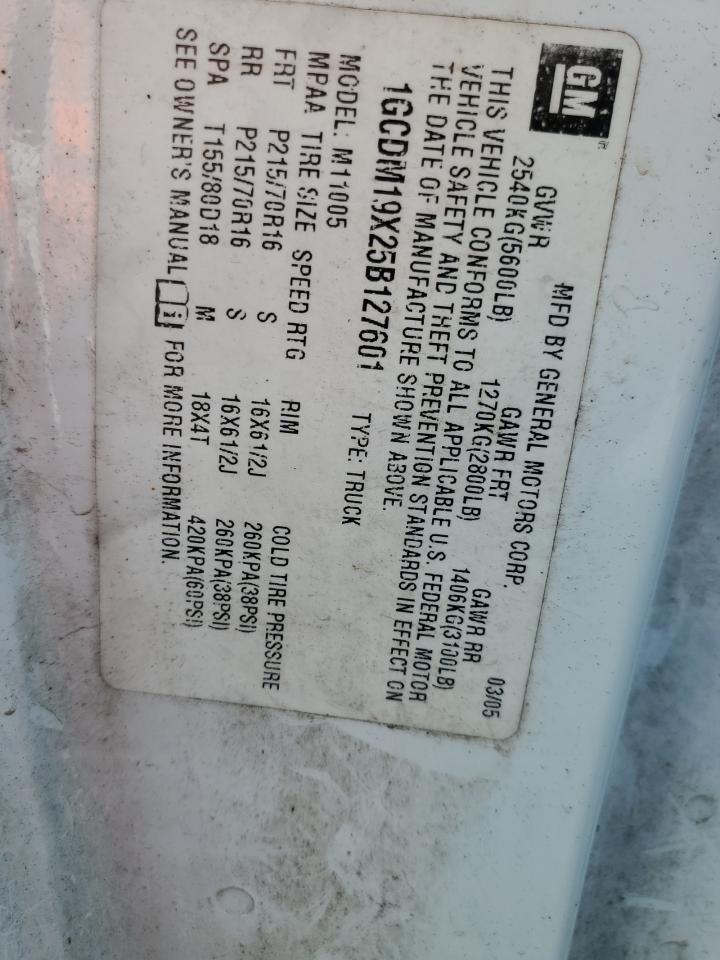 GM
MFD BY GENERAL MOTORS CORP.
03/05
GVWR GAWR FRT GAWR RR
2540KG(5600LB) 1270KG(2800LB) 1406KG(3100LB)
THIS VEHICLE CONFORMS TO ALL APPLICABLE U.S. FEDERAL MOTOR
VEHICLE SAFETY AND THEFT PREVENTION STANDARDS IN EFFECT ON
THE DATE OF MANUFACTURE SHOWN ABOVE.
1GCDM19X25B127601 TYPE: TRUCK
MODEL: M11005
MPAA TIRE SIZE SPEED RTG RIM COLD TIRE PRESSURE
FRT P215/70R16 S 16X61/2J 260KPA(38PSI)
RR P215/70R16 S 16X61/2J 260KPA(38PSI)
SPA T155/80D18 M 18X4T 420KPA(60PSI)
SEE OWNER'S MANUAL i FOR MORE INFORMATION.